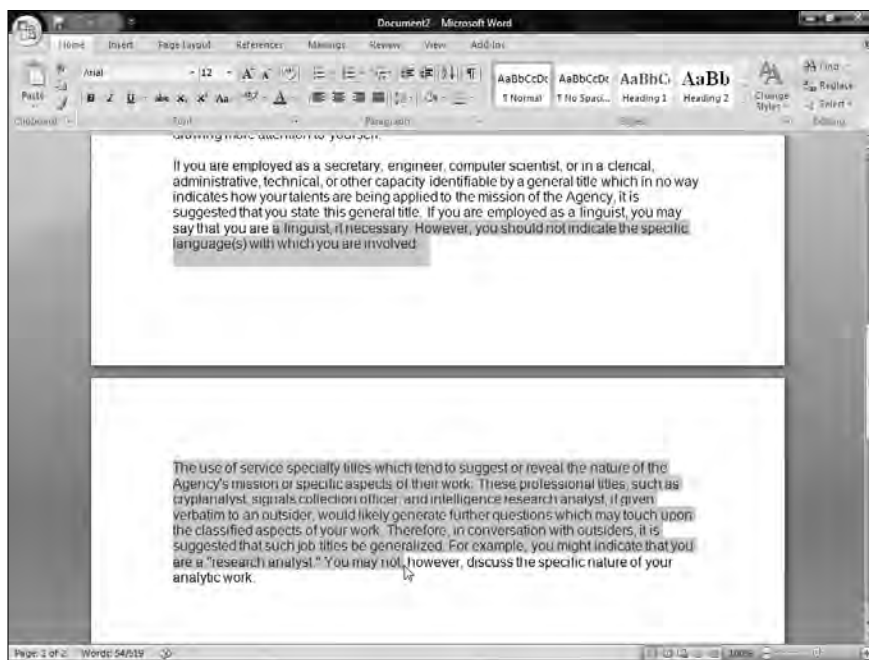 Document2 - Microsoft Word
Home Insert Page Layout References Mailings Review View Add-Ins
Arial 12
Paste
B I U abc Aa A
AaBbCcDc AaBbCcDc AaBbC AaBb
¶ Normal ¶ No Spaci... Heading 1 Heading 2
Change Styles
Find
Replace
Select
Clipboard Font Paragraph Editing
drawing more attention to yourself.
If you are employed as a secretary, engineer, computer scientist, or in a clerical,
administrative, technical, or other capacity identifiable by a general title which in no way
indicates how your talents are being applied to the mission of the Agency, it is
suggested that you state this general title. If you are employed as a linguist, you may
say that you are a linguist, if necessary. However, you should not indicate the specific
language(s) with which you are involved.
The use of service specialty titles which tend to suggest or reveal the nature of the
Agency's mission or specific aspects of their work. These professional titles, such as
cryptanalyst, signals collection officer, and intelligence research analyst, if given
verbatim to an outsider, would likely generate further questions which may touch upon
the classified aspects of your work. Therefore, in conversation with outsiders, it is
suggested that such job titles be generalized. For example, you might indicate that you
are a "research analyst." You may not, however, discuss the specific nature of your
analytic work.
Page: 1 of 2 Words: 54/519 100%